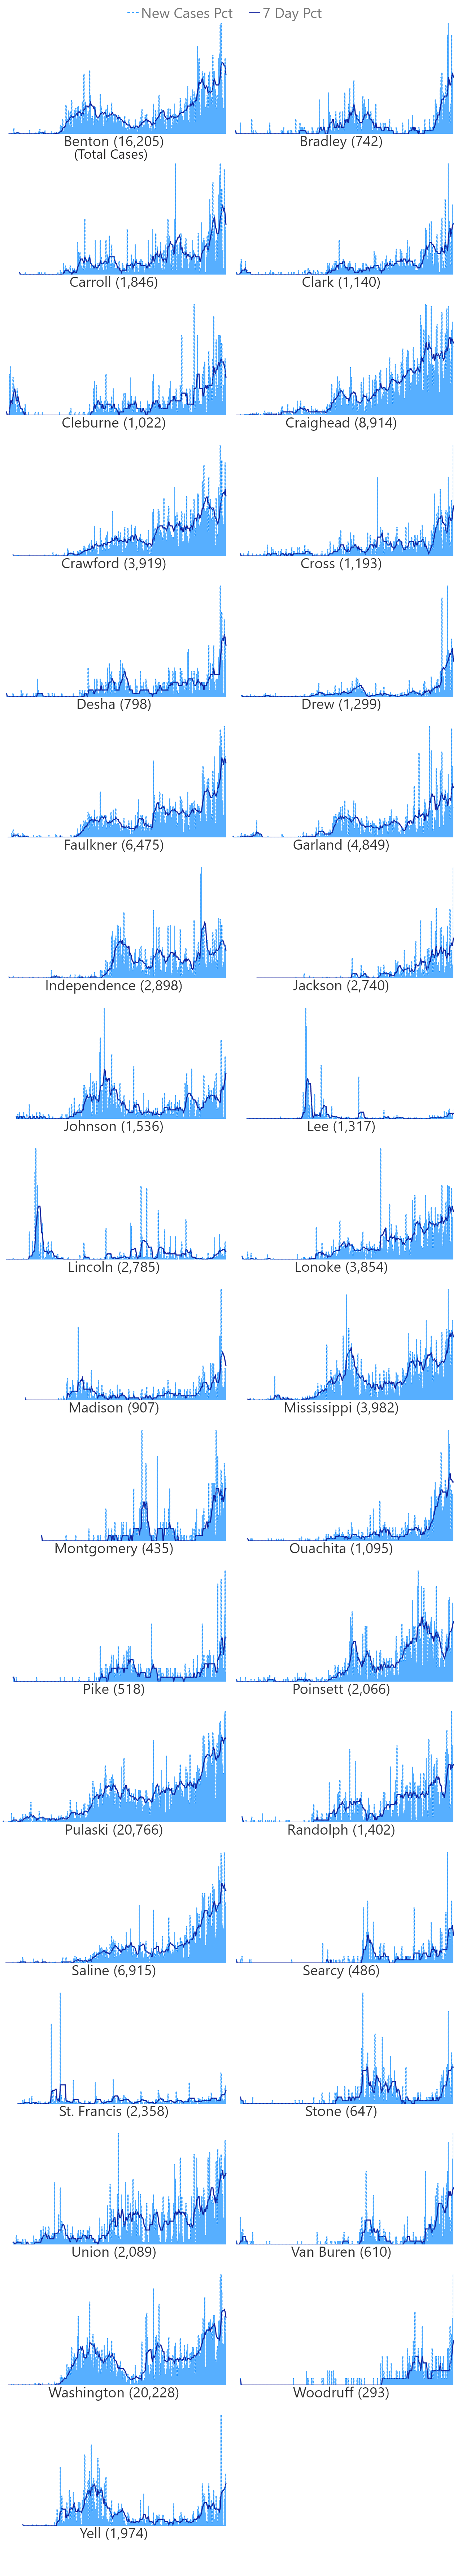 New Cases Pct 7 Day Pct
Benton (16,205) Bradley (742)
(Total Cases)
Carroll (1,846) Clark (1,140)
Cleburne (1,022) Craighead (8,914)
Crawford (3,919) Cross (1,193)
Desha (798) Drew (1,299)
Faulkner (6,475) Garland (4,849)
Independence (2,898) Jackson (2,740)
Johnson (1,536) Lee (1,317)
Lincoln (2,785) Lonoke (3,854)
Madison (907) Mississippi (3,982)
Montgomery (435) Ouachita (1,095)
Pike (518) Poinsett (2,066)
Pulaski (20,766) Randolph (1,402)
Saline (6,915) Searcy (486)
St. Francis (2,358) Stone (647)
Union (2,089) Van Buren (610)
Washington (20,228) Woodruff (293)
Yell (1,974)